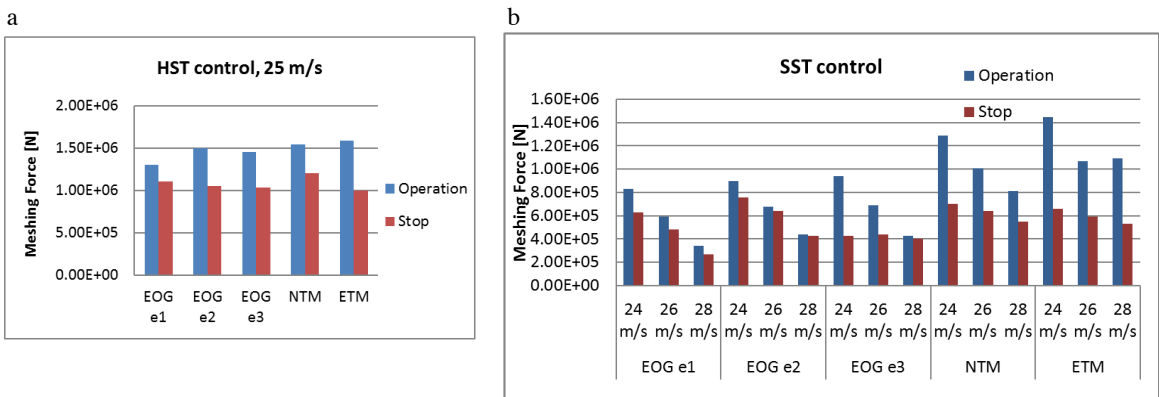 a
HST control, 25 m/s
Meshing Force [N]
2.00E+06
1.50E+06
1.00E+06
5.00E+05
0.00E+00
EOG e1
EOG e2
EOG e3
NTM
ETM
Operation
Stop
b
SST control
Operation
Stop
Meshing Force [N]
1.60E+06
1.40E+06
1.20E+06
1.00E+06
8.00E+05
6.00E+05
4.00E+05
2.00E+05
0.00E+00
24 26 28 24 26 28 24 26 28 24 26 28 24 26 28
m/s m/s m/s m/s m/s m/s m/s m/s m/s m/s m/s m/s m/s m/s m/s
EOG e1 EOG e2 EOG e3 NTM ETM